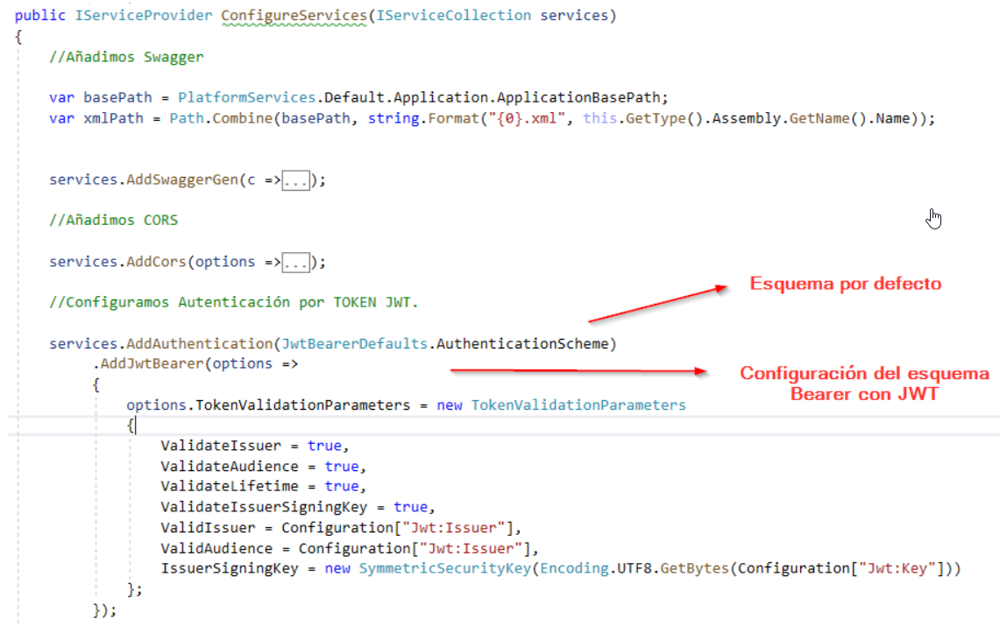 public IServiceProvider ConfigureServices(IServiceCollection services)
{
//Añadimos Swagger
var basePath = PlatformServices.Default.Application.ApplicationBasePath;
var xmlPath = Path.Combine(basePath, string.Format("{0}.xml", this.GetType().Assembly.GetName().Name));
services.AddSwaggerGen(c =>...);
//Añadimos CORS
services.AddCors(options =>...);
Esquema por defecto
//Configuramos Autenticación por TOKEN JWT.
services.AddAuthentication(JwtBearerDefaults.AuthenticationScheme)
.AddJwtBearer(options =>
Configuración del esquema
Bearer con JWT
{
options.TokenValidationParameters = new TokenValidationParameters
{
ValidateIssuer = true,
ValidateAudience = true,
ValidateLifetime = true,
ValidateIssuerSigningKey = true,
ValidIssuer = Configuration["Jwt:Issuer"],
ValidAudience = Configuration["Jwt:Issuer"],
IssuerSigningKey = new SymmetricSecurityKey(Encoding.UTF8.GetBytes(Configuration["Jwt:Key"]))
};
});